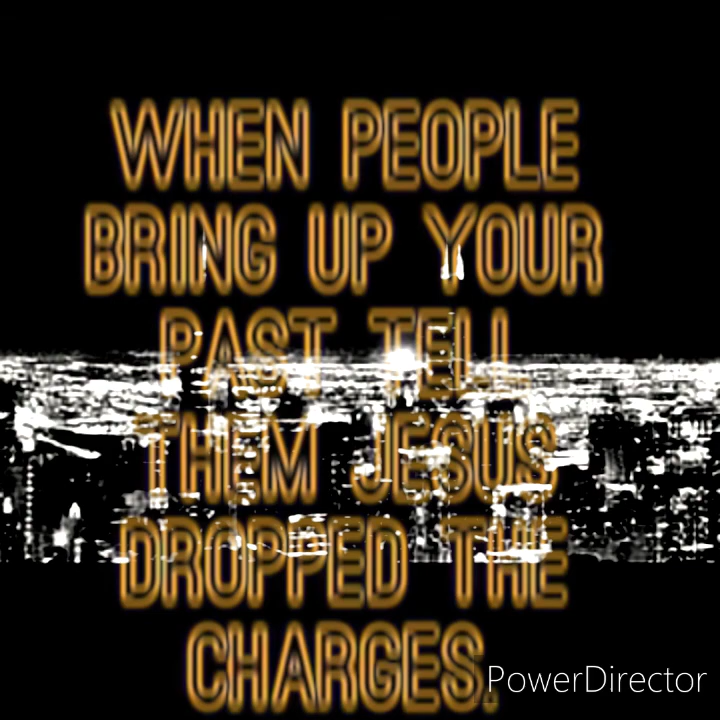 WHEN PEOPLE
BRING UP YOUR
PAST TELL
THEM JESUS
DROPPED THE
CHARGES.
PowerDirector